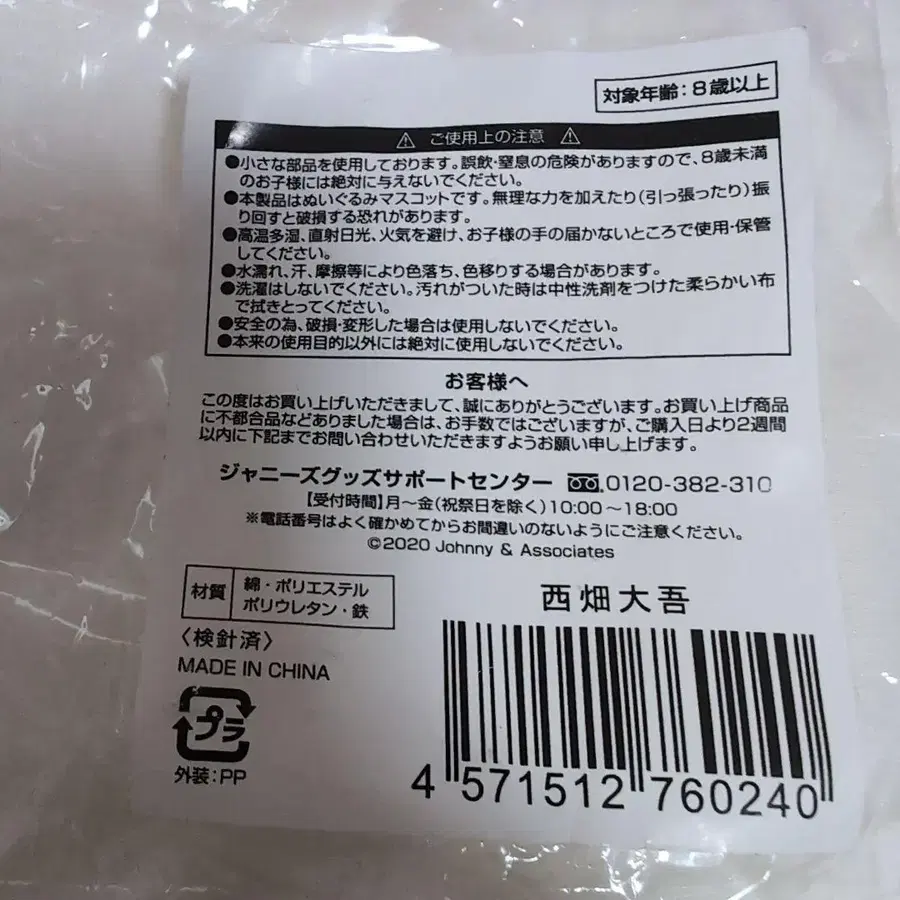 対象年齢：8歳以上
⚠ ご使用上の注意 ⚠
●小さな部品を使用しております。誤飲・窒息の危険がありますので、8歳未満
のお子様には絶対に与えないでください。
●本製品はぬいぐるみマスコットです。無理な力を加えたり（引っ張ったり）振
り回すと破損する恐れがあります。
●高温多湿、直射日光、火気を避け、お子様の手の届かないところで使用・保管
してください。
●水濡れ、汗、摩擦等により色落ち、色移りする場合があります。
●洗濯はしないでください。汚れがついた時は中性洗剤をつけた柔らかい布
で拭きとってください。
●安全の為、破損・変形した場合は使用しないでください。
●本来の使用目的以外には絶対に使用しないでください。
お客様へ
この度はお買い上げいただきまして、誠にありがとうございます。お買い上げ商品
に不都合品などありました場合は、お手数ではございますが、ご購入日より2週間
以内に下記までお問い合わせいただきますようお願い申し上げます。
ジャニーズグッズサポートセンター 0120-382-310
【受付時間】月～金（祝祭日を除く）10:00～18:00
※電話番号はよく確かめてからお間違いのないようにご注意ください。
©2020 Johnny & Associates
材質 綿・ポリエステル
ポリウレタン・鉄
西畑大吾
〈検針済〉
MADE IN CHINA
プラ
外装：PP
4 571512 760240